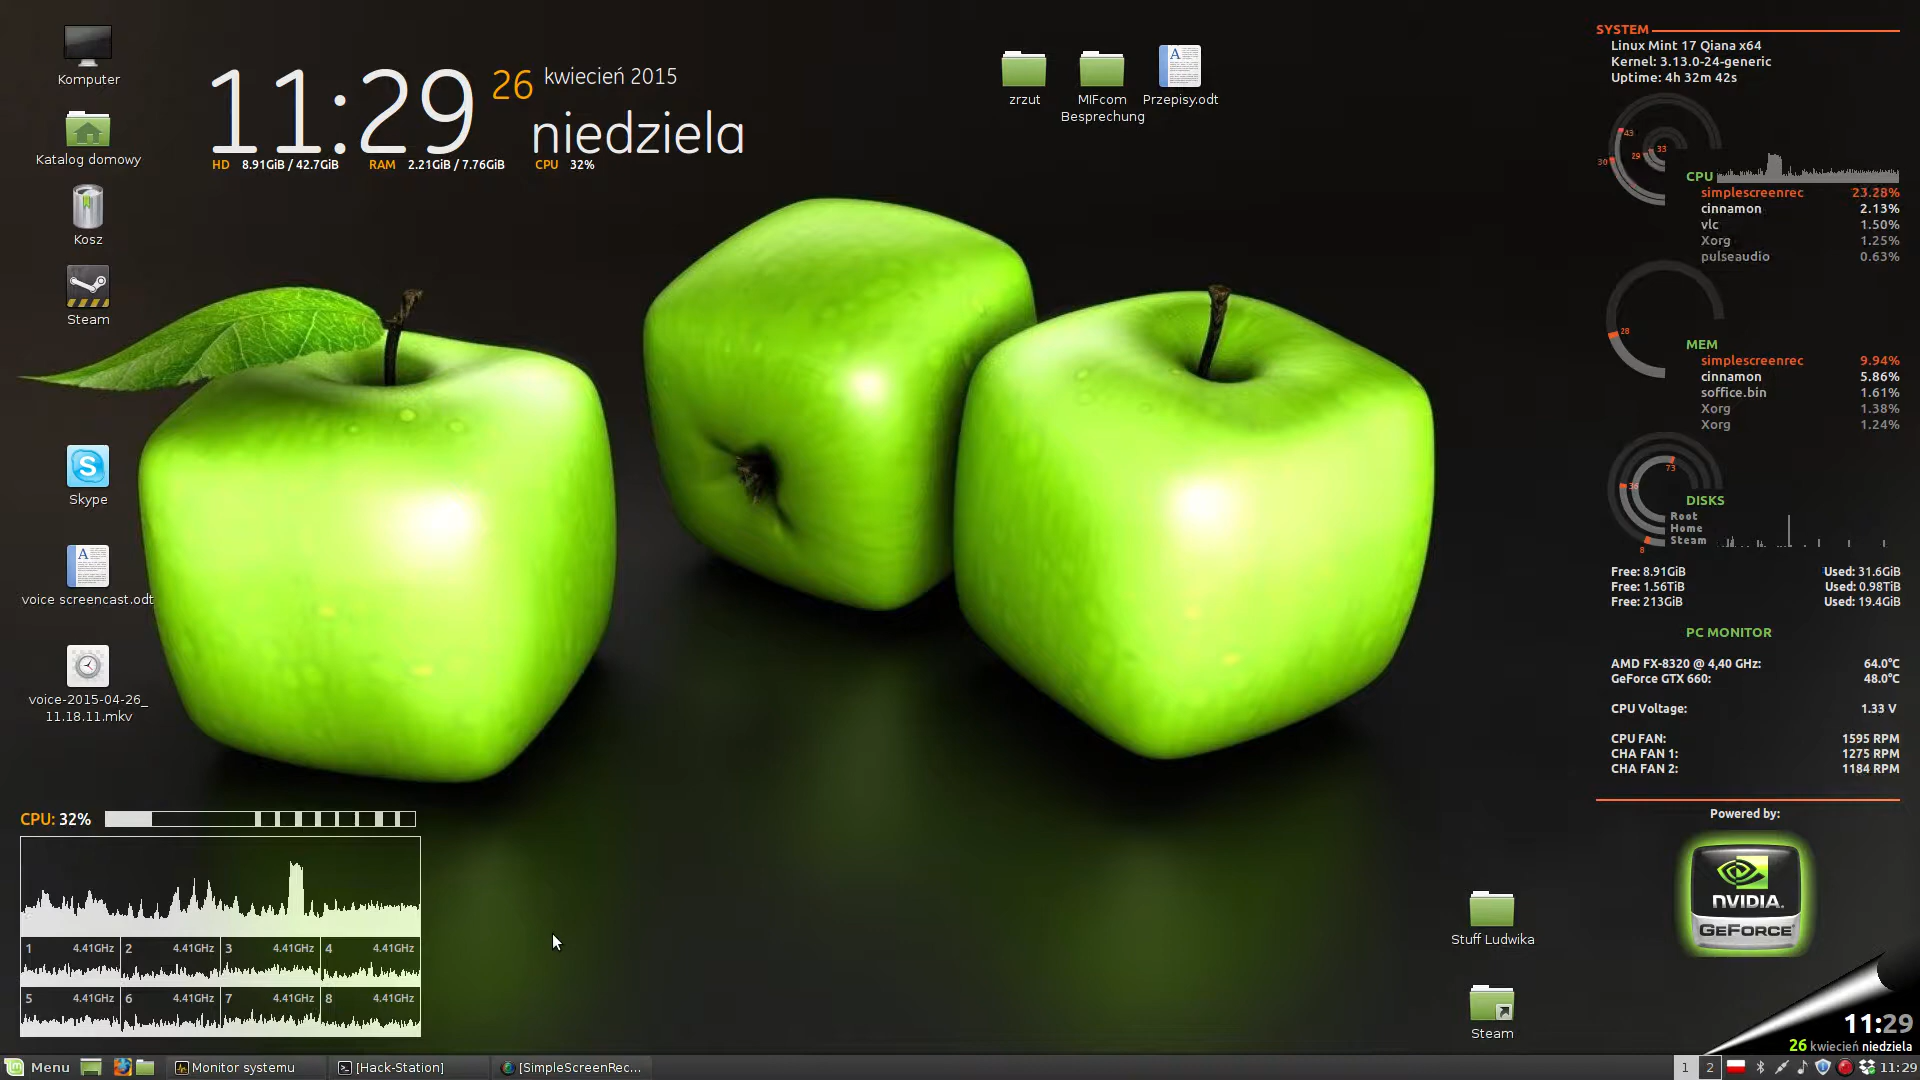 Komputer
Katalog domowy
Kosz
Steam
Skype
voice screencast.odt
voice-2015-04-26_
11.18.11.mkv
11:29 26 kwiecień 2015
niedziela
HD 8.91GiB / 42.7GiB RAM 2.21GiB / 7.76GiB CPU 32%
zrzut
MIFcom
Besprechung
Przepisy.odt
SYSTEM
Linux Mint 17 Qiana x64
Kernel: 3.13.0-24-generic
Uptime: 4h 32m 42s
43
33
29
30
CPU
simplescreenrec 23.28%
cinnamon 2.13%
vlc 1.50%
Xorg 1.25%
pulseaudio 0.63%
28
MEM
simplescreenrec 9.94%
cinnamon 5.86%
soffice.bin 1.61%
Xorg 1.38%
Xorg 1.24%
73
DISKS
Root
Home
Steam
8
Free: 8.91GiB Used: 31.6GiB
Free: 1.56TiB Used: 0.98TiB
Free: 213GiB Used: 19.4GiB
PC MONITOR
AMD FX-8320 @ 4,40 GHz: 64.0°C
GeForce GTX 660: 48.0°C
CPU Voltage: 1.33 V
CPU FAN: 1595 RPM
CHA FAN 1: 1275 RPM
CHA FAN 2: 1184 RPM
Powered by:
NVIDIA.
GEFORCE
CPU: 32%
1 4.41GHz 2 4.41GHz 3 4.41GHz 4 4.41GHz
5 4.41GHz 6 4.41GHz 7 4.41GHz 8 4.41GHz
Stuff Ludwika
Steam
11:29
26 kwiecień niedziela
Menu Monitor systemu [Hack-Station] [SimpleScreenRec... 1 2 11:29